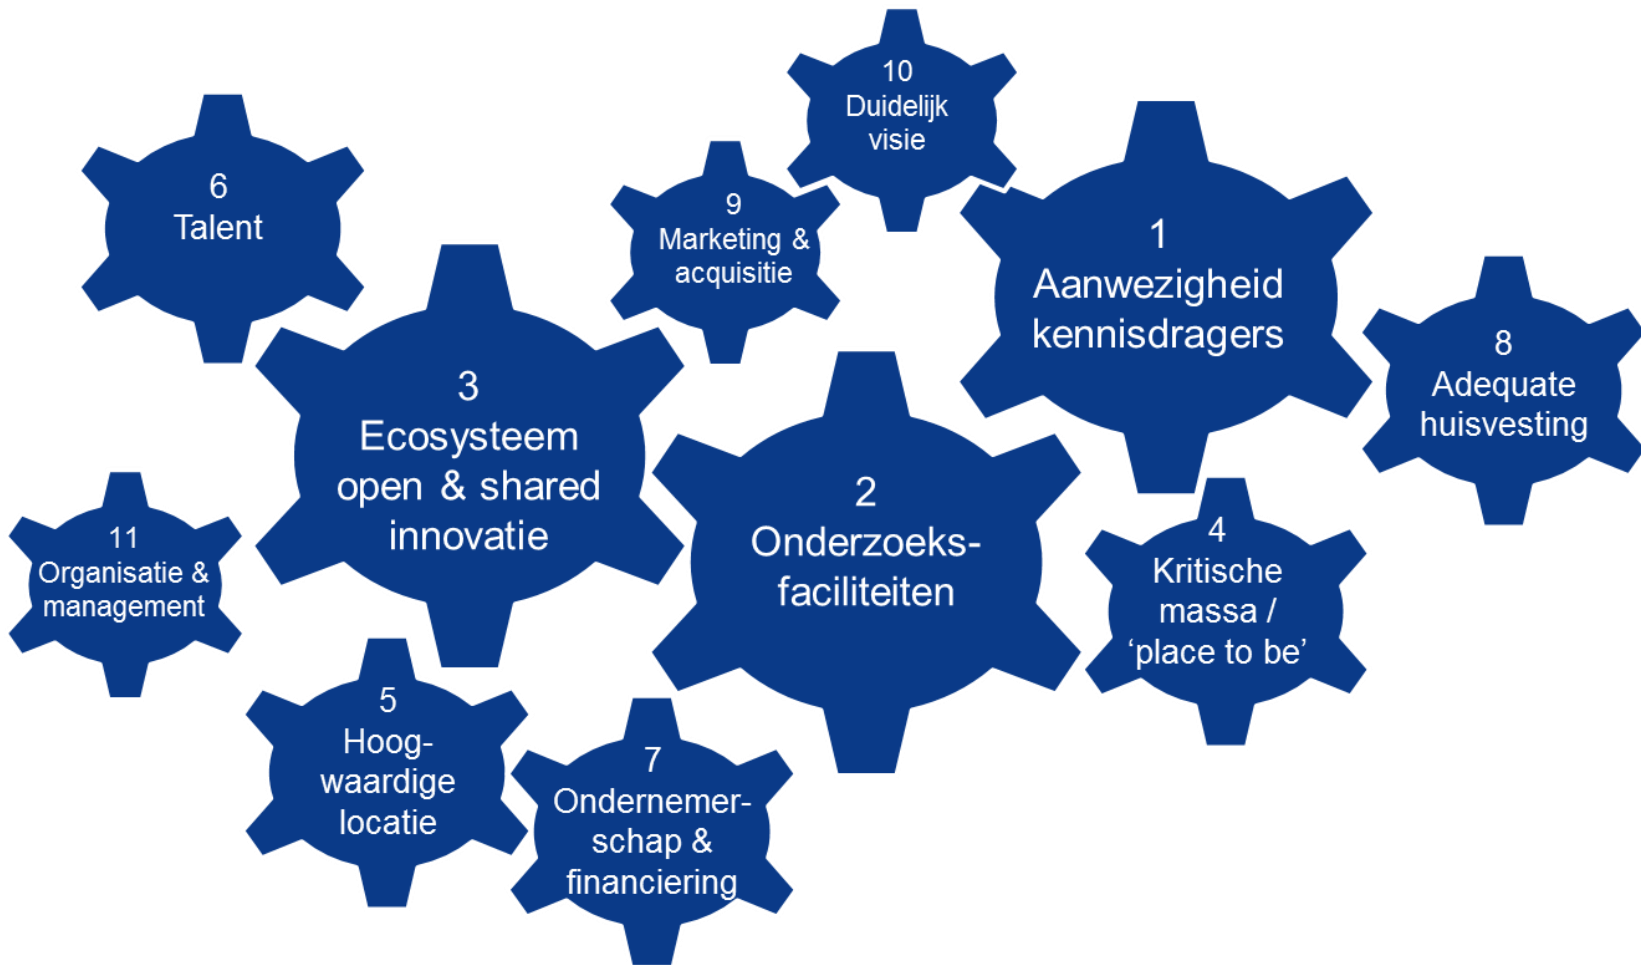 10
Duidelijk
visie
6
Talent
9
Marketing &
acquisitie
1
Aanwezigheid
kennisdragers
8
Adequate
huisvesting
3
Ecosysteem
open & shared
innovatie
2
Onderzoeks-
faciliteiten
4
Kritische
massa /
‘place to be’
11
Organisatie &
management
5
Hoog-
waardige
locatie
7
Ondernemer-
schap &
financiering